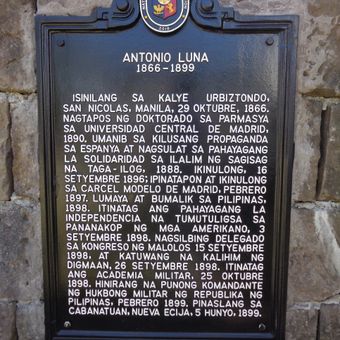 ANTONIO LUNA
1866-1899
ISINILANG SA KALYE URBIZTONDO,
SAN NICOLAS, MANILA, 29 OKTUBRE, 1866.
NAGTAPOS NG DOKTORADO SA PARMASYA
SA UNIVERSIDAD CENTRAL DE MADRID,
1890. UMANIB SA KILUSANG PROPAGANDA
SA ESPANYA AT NAGSULAT SA PAHAYAGANG
LA SOLIDARIDAD SA ILALIM NG SAGISAG
NA TAGA-ILOG, 1888. IKINULONG, 16
SETYEMBRE 1896; IPINATAPON AT IKINULONG
SA CARCEL MODELO DE MADRID, PEBRERO
1897. LUMAYA AT BUMALIK SA PILIPINAS,
1898. ITINATAG ANG PAHAYAGANG LA
INDEPENDENCIA NA TUMUTULIGSA SA
PANANAKOP NG MGA AMERIKANO, 3
SETYEMBRE 1898. NAGSILBING DELEGADO
SA KONGRESO NG MALOLOS 15 SETYEMBRE
1898, AT KATUWANG NA KALIHIM NG
DIGMAAN, 26 SETYEMBRE 1898. ITINATAG
ANG ACADEMIA MILITAR, 25 OKTUBRE
1898. HINIRANG NA PUNONG KOMANDANTE
NG HUKBONG MILITAR NG REPUBLIKA NG
PILIPINAS, PEBRERO 1899. PINASLANG SA
CABANATUAN, NUEVA ECIJA, 5 HUNYO, 1899.